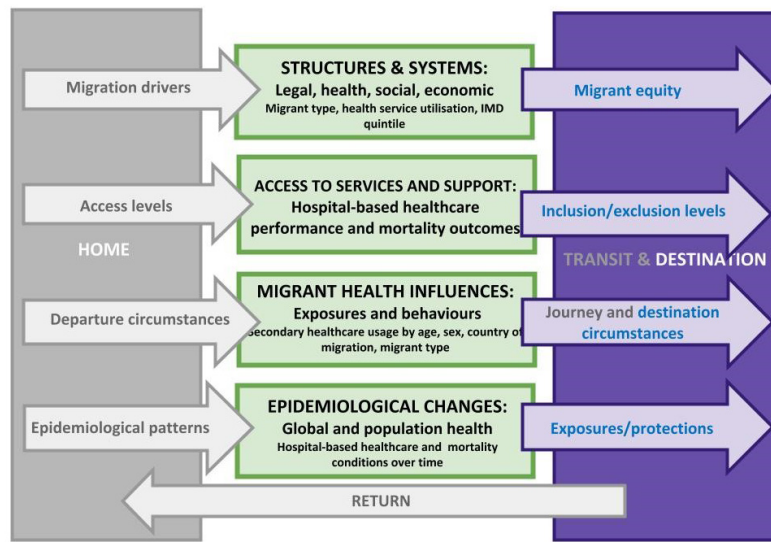 Migration drivers
STRUCTURES & SYSTEMS:
Legal, health, social, economic
Migrant type, health service utilisation, IMD
quintile
Migrant equity
Access levels
ACCESS TO SERVICES AND SUPPORT:
Hospital-based healthcare
performance and mortality outcomes
Inclusion/exclusion levels
HOME
TRANSIT & DESTINATION
Departure circumstances
MIGRANT HEALTH INFLUENCES:
Exposures and behaviours
Secondary healthcare usage by age, sex, country of
migration, migrant type
Journey and destination
circumstances
Epidemiological patterns
EPIDEMIOLOGICAL CHANGES:
Global and population health
Hospital-based healthcare and mortality
conditions over time
Exposures/protections
RETURN